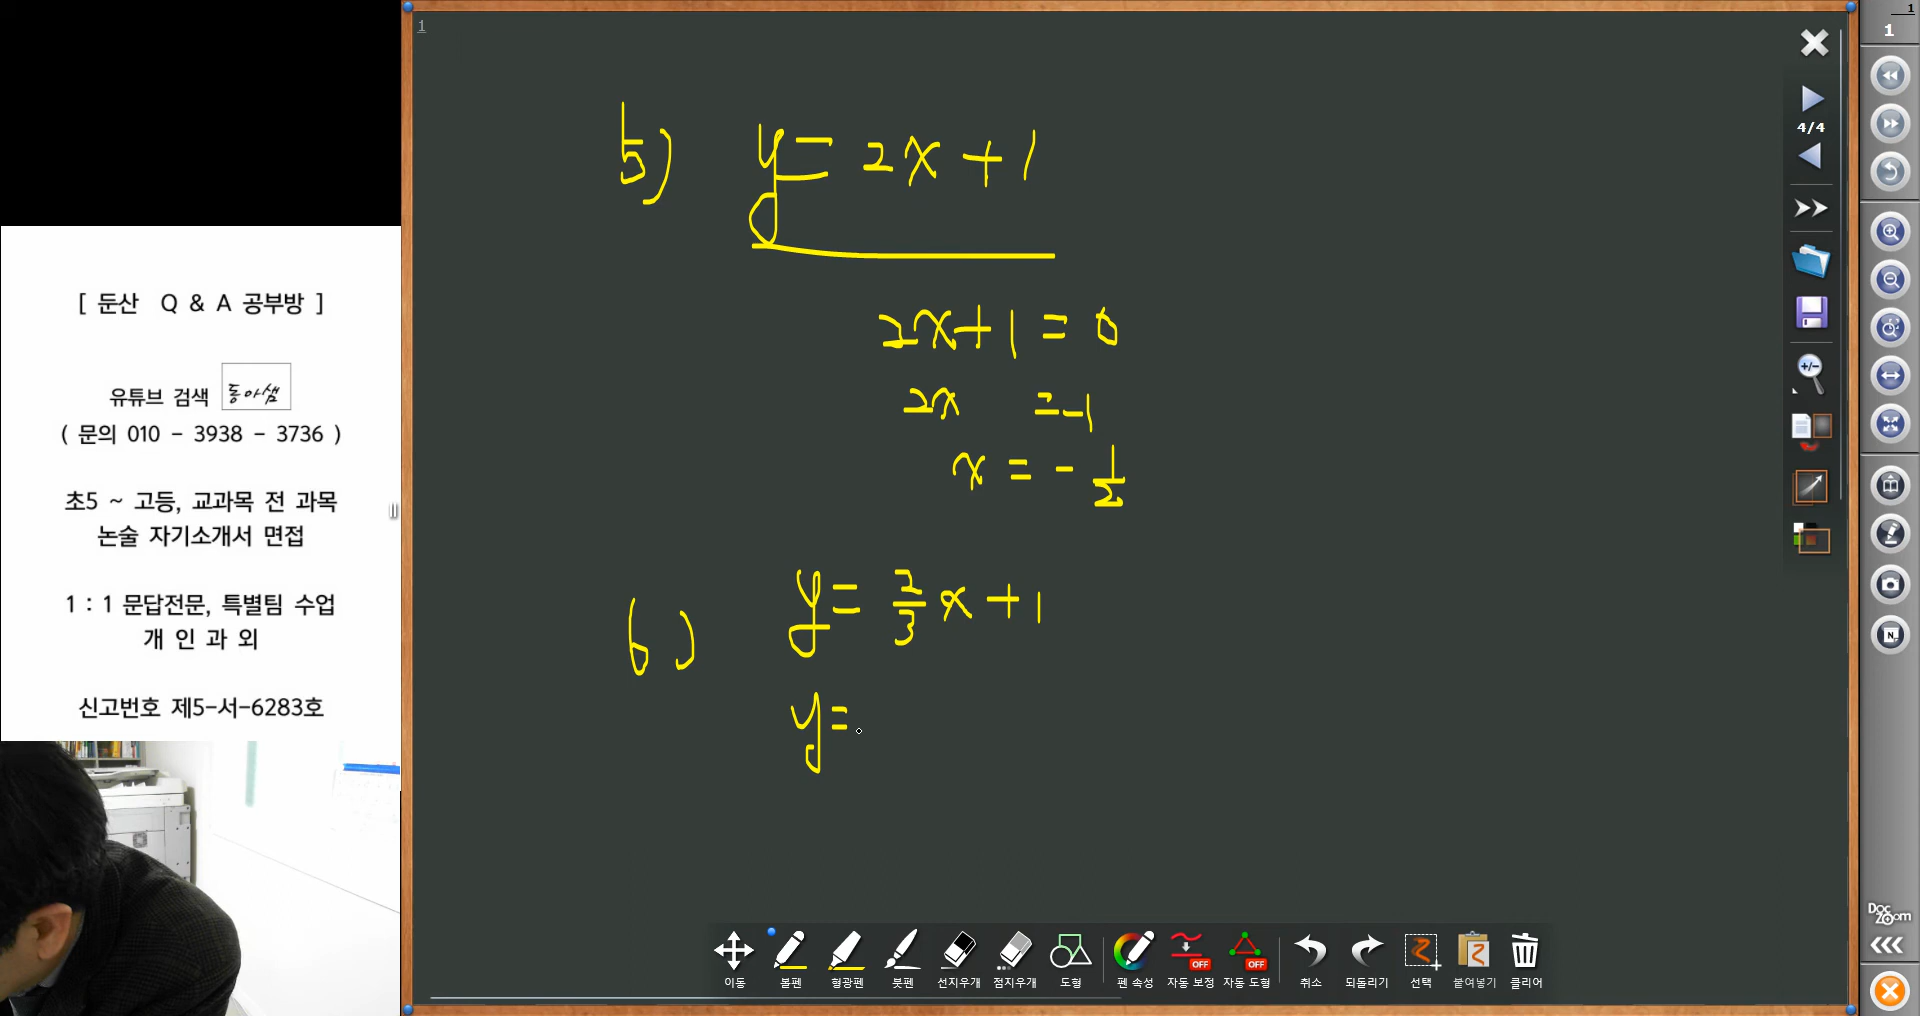 [ 둔산 Q & A 공부방 ]
유튜브 검색 동아샘
( 문의 010 - 3938 - 3736 )
초5 ~ 고등, 교과목 전 과목
논술 자기소개서 면접
1 : 1 문답전문, 특별팀 수업
개 인 과 외
신고번호 제5-서-6283호
1
5) y = 2x + 1
2x + 1 = 0
2x = -1
x = - 1/2
6) y = 2/3 x + 1
y =
4/4
+/-
1
1
N
Doc Zoom
이동
볼펜
형광펜
붓펜
선지우개
점지우개
도형
펜 속성
OFF
자동 보정
OFF
자동 도형
취소
되돌리기
선택
붙여넣기
클리어